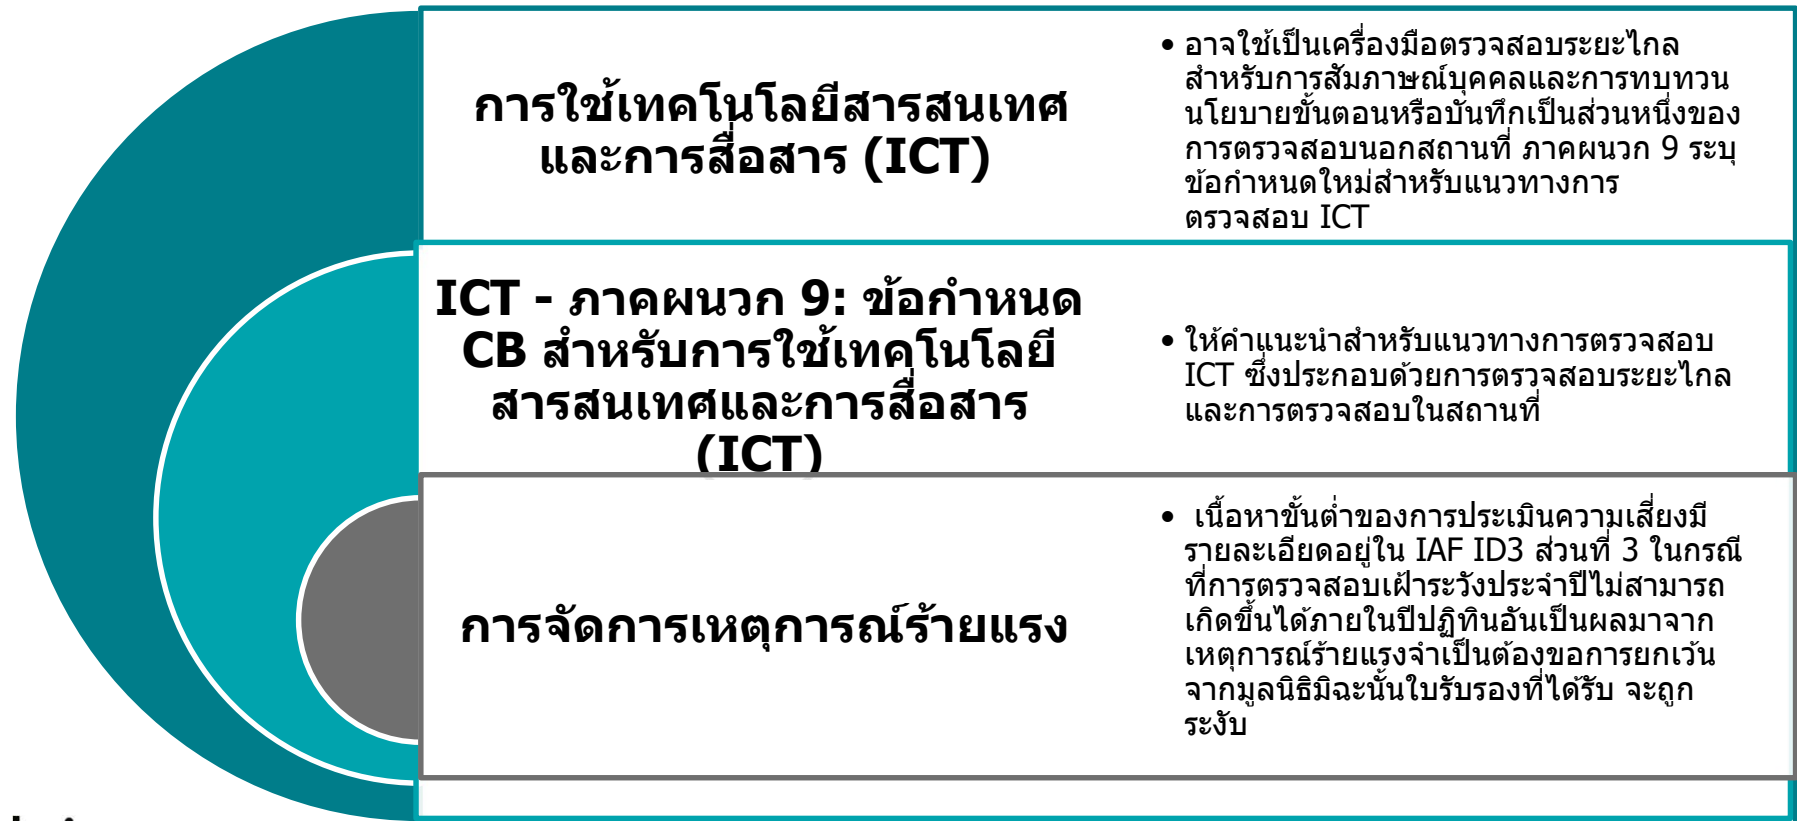 การใช้เทคโนโลยีสารสนเทศ
และการสื่อสาร (ICT)
• อาจใช้เป็นเครื่องมือตรวจสอบระยะไกล
สำหรับการสัมภาษณ์บุคคลและการทบทวน
นโยบายขั้นตอนหรือบันทึกเป็นส่วนหนึ่งของ
การตรวจสอบนอกสถานที่ ภาคผนวก 9 ระบุ
ข้อกำหนดใหม่สำหรับแนวทางการ
ตรวจสอบ ICT
ICT - ภาคผนวก 9: ข้อกำหนด
CB สำหรับการใช้เทคโนโลยี
สารสนเทศและการสื่อสาร
(ICT)
• ให้คำแนะนำสำหรับแนวทางการตรวจสอบ
ICT ซึ่งประกอบด้วยการตรวจสอบระยะไกล
และการตรวจสอบในสถานที่
การจัดการเหตุการณ์ร้ายแรง
• เนื้อหาขั้นต่ำของการประเมินความเสี่ยงมี
รายละเอียดอยู่ใน IAF ID3 ส่วนที่ 3 ในกรณี
ที่การตรวจสอบเฝ้าระวังประจำปีไม่สามารถ
เกิดขึ้นได้ภายในปีปฏิทินอันเป็นผลมาจาก
เหตุการณ์ร้ายแรงจำเป็นต้องขอการยกเว้น
จากมูลนิธิมิฉะนั้นใบรับรองที่ได้รับ จะถูก
ระงับ